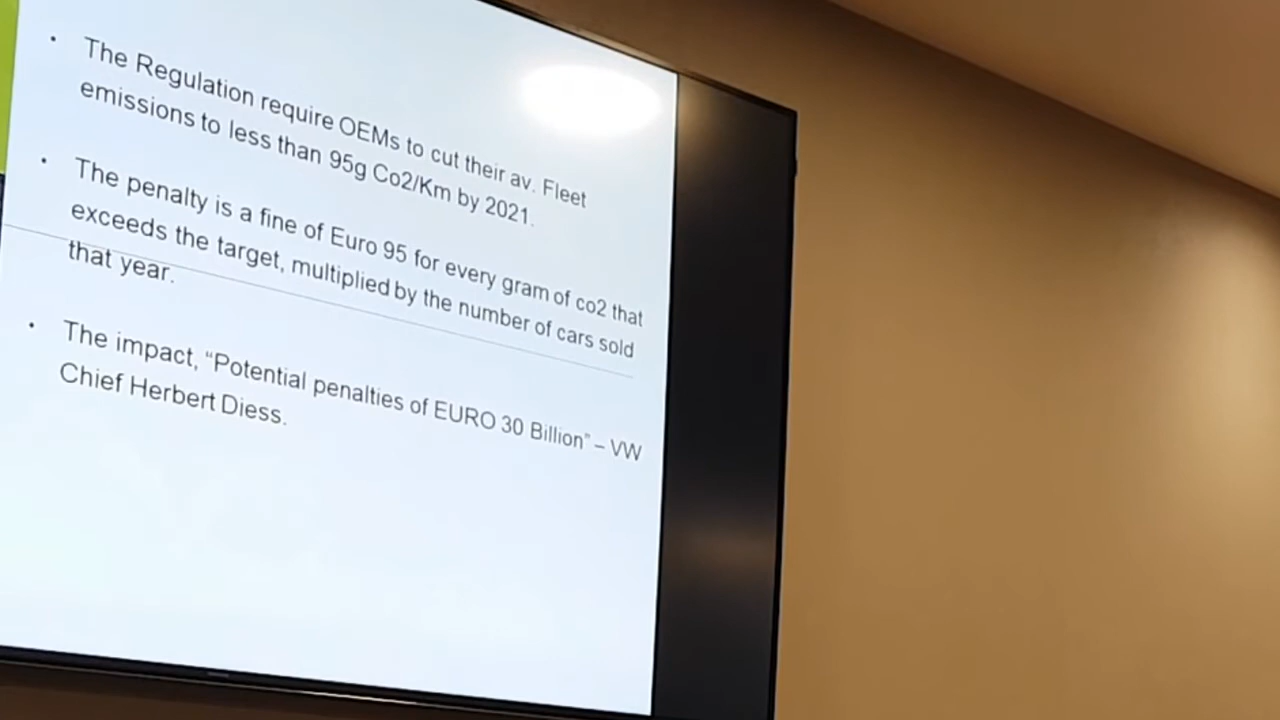 • The Regulation require OEMs to cut their av. Fleet
emissions to less than 95g Co2/Km by 2021.
• The penalty is a fine of Euro 95 for every gram of co2 that
exceeds the target, multiplied by the number of cars sold
that year.
• The impact, “Potential penalties of EURO 30 Billion” – VW
Chief Herbert Diess.